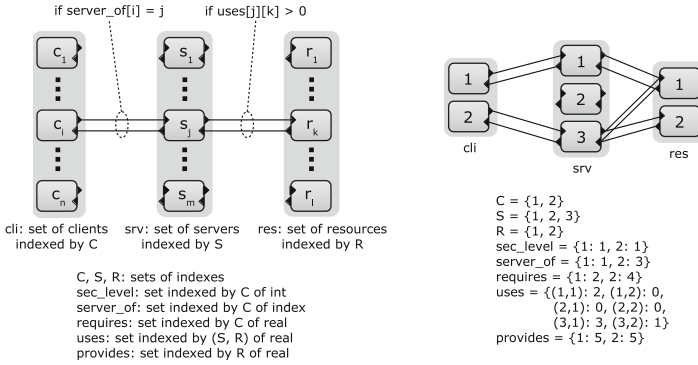 if server_of[i] = j
if uses[j][k] > 0
c1
s1
r1
ci
sj
rk
cn
sm
rl
cli: set of clients
indexed by C
srv: set of servers
indexed by S
res: set of resources
indexed by R
C, S, R: sets of indexes
sec_level: set indexed by C of int
server_of: set indexed by C of index
requires: set indexed by C of real
uses: set indexed by (S, R) of real
provides: set indexed by R of real
1
2
cli
1
2
3
srv
1
2
res
C = {1, 2}
S = {1, 2, 3}
R = {1, 2}
sec_level = {1: 1, 2: 1}
server_of = {1: 1, 2: 3}
requires = {1: 2, 2: 4}
uses = {(1,1): 2, (1,2): 0,
(2,1): 0, (2,2): 0,
(3,1): 3, (3,2): 1}
provides = {1: 5, 2: 5}